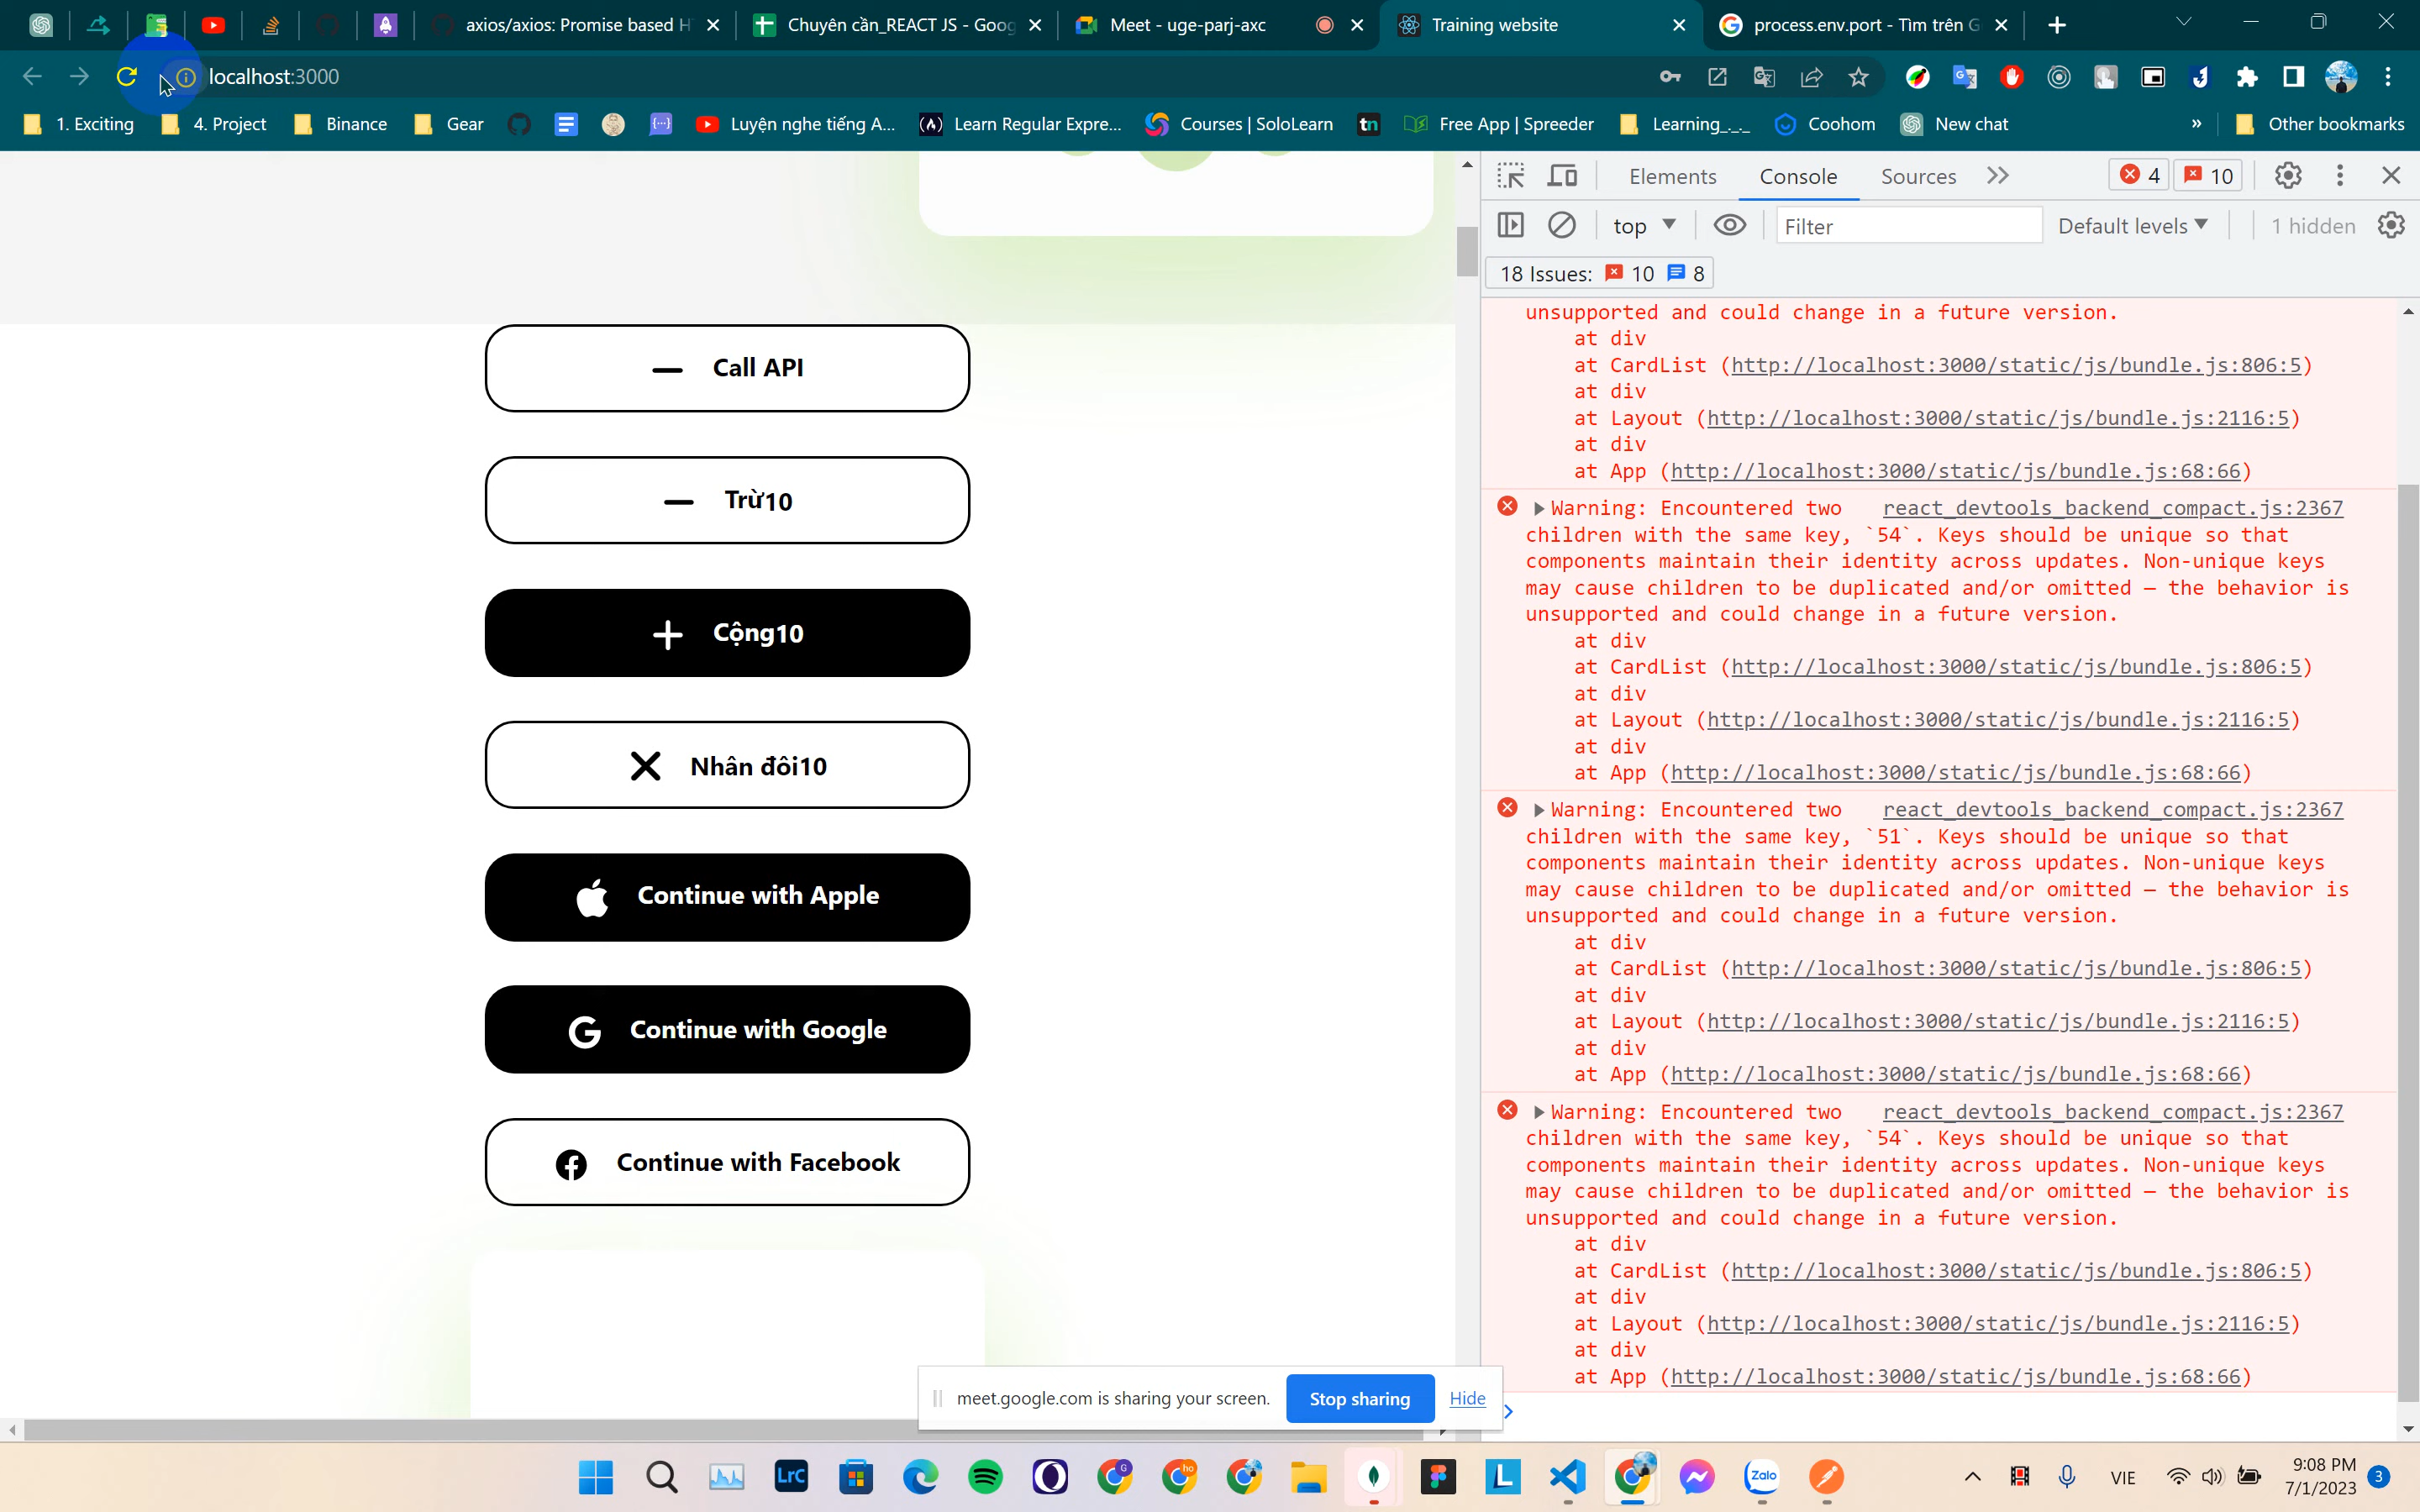 axios/axios: Promise based H
Chuyên cần_REACT JS - Goog
Meet - uge-parj-axc
Training website
process.env.port - Tìm trên G
localhost:3000
1. Exciting
4. Project
Binance
Gear
Luyện nghe tiếng A...
Learn Regular Expre...
Courses | SoloLearn
tn
Free App | Spreeder
Learning_._
Coohom
New chat
»
Other bookmarks
Elements
Console
Sources
4
10
top
Filter
Default levels
1 hidden
18 Issues:
10
8
unsupported and could change in a future version.
at div
at CardList (http://localhost:3000/static/js/bundle.js:806:5)
at div
at Layout (http://localhost:3000/static/js/bundle.js:2116:5)
at div
at App (http://localhost:3000/static/js/bundle.js:68:66)
Warning: Encountered two react_devtools_backend_compact.js:2367
children with the same key, `54`. Keys should be unique so that
components maintain their identity across updates. Non-unique keys
may cause children to be duplicated and/or omitted — the behavior is
unsupported and could change in a future version.
at div
at CardList (http://localhost:3000/static/js/bundle.js:806:5)
at div
at Layout (http://localhost:3000/static/js/bundle.js:2116:5)
at div
at App (http://localhost:3000/static/js/bundle.js:68:66)
Warning: Encountered two react_devtools_backend_compact.js:2367
children with the same key, `51`. Keys should be unique so that
components maintain their identity across updates. Non-unique keys
may cause children to be duplicated and/or omitted — the behavior is
unsupported and could change in a future version.
at div
at CardList (http://localhost:3000/static/js/bundle.js:806:5)
at div
at Layout (http://localhost:3000/static/js/bundle.js:2116:5)
at div
at App (http://localhost:3000/static/js/bundle.js:68:66)
Warning: Encountered two react_devtools_backend_compact.js:2367
children with the same key, `54`. Keys should be unique so that
components maintain their identity across updates. Non-unique keys
may cause children to be duplicated and/or omitted — the behavior is
unsupported and could change in a future version.
at div
at CardList (http://localhost:3000/static/js/bundle.js:806:5)
at div
at Layout (http://localhost:3000/static/js/bundle.js:2116:5)
at div
at App (http://localhost:3000/static/js/bundle.js:68:66)
Call API
Trừ10
Cộng10
Nhân đôi10
Continue with Apple
Continue with Google
Continue with Facebook
meet.google.com is sharing your screen.
Stop sharing
Hide
LrC
G
ho
L
Zalo
VIE
9:08 PM
7/1/2023
3